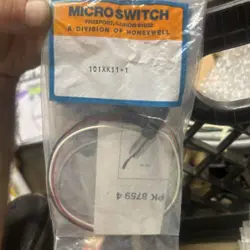 MICRO SWITCH
FREEPORT, ILLINOIS 61032
A DIVISION OF HONEYWELL
101XK11-1
PK 8759 4